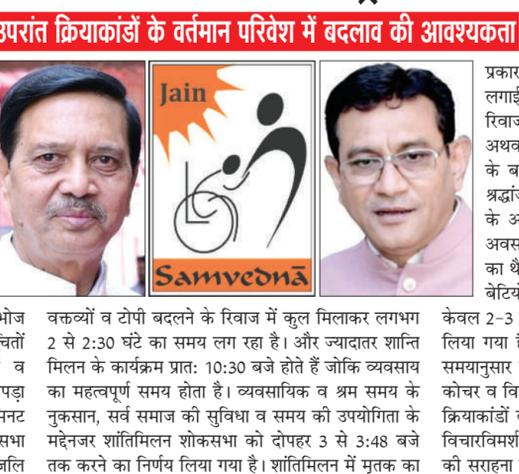 उपरांत क्रियाकांडों के वर्तमान परिवेश में बदलाव की आवश्यकता
Jain
Samvednā
भोज
चितों
व
पड़ा
मनट
सभा
जलि
वक्तव्यों व टोपी बदलने के रिवाज में कुल मिलाकर लगभग
2 से 2:30 घंटे का समय लग रहा है। और ज्यादातर शान्ति
मिलन के कार्यक्रम प्रात: 10:30 बजे होते हैं जोकि व्यवसाय
का महत्वपूर्ण समय होता है। व्यवसायिक व श्रम समय के
नुकसान, सर्व समाज की सुविधा व समय की उपयोगिता के
मद्देनजर शांतिमिलन शोकसभा को दोपहर 3 से 3:48 बजे
तक करने का निर्णय लिया गया है। शांतिमिलन में मृतक का
प्रकार
लगाई
रिवाज
अथव
के ब
श्रद्धांज
के अ
अवस
का थै
बेटियों
केवल 2-3
लिया गया है
समयानुसार
कोचर व वि
क्रियाकांडों व
विचारविमर्श
की सराहना